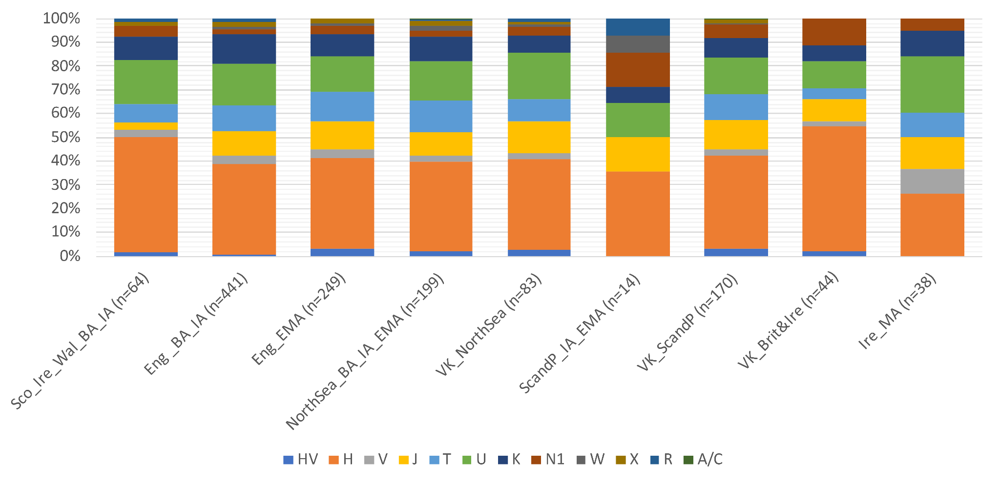 100%
90%
80%
70%
60%
50%
40%
30%
20%
10%
0%
Sco_Ire_Wal_BA_IA (n=64)
Eng_BA_IA (n=441)
Eng_EMA (n=249)
NorthSea_BA_IA_EMA (n=199)
VK_NorthSea (n=83)
ScandP_IA_EMA (n=14)
VK_ScandP (n=170)
VK_Brit&Ire (n=44)
Ire_MA (n=38)
HV H V J T U K N1 W X R A/C